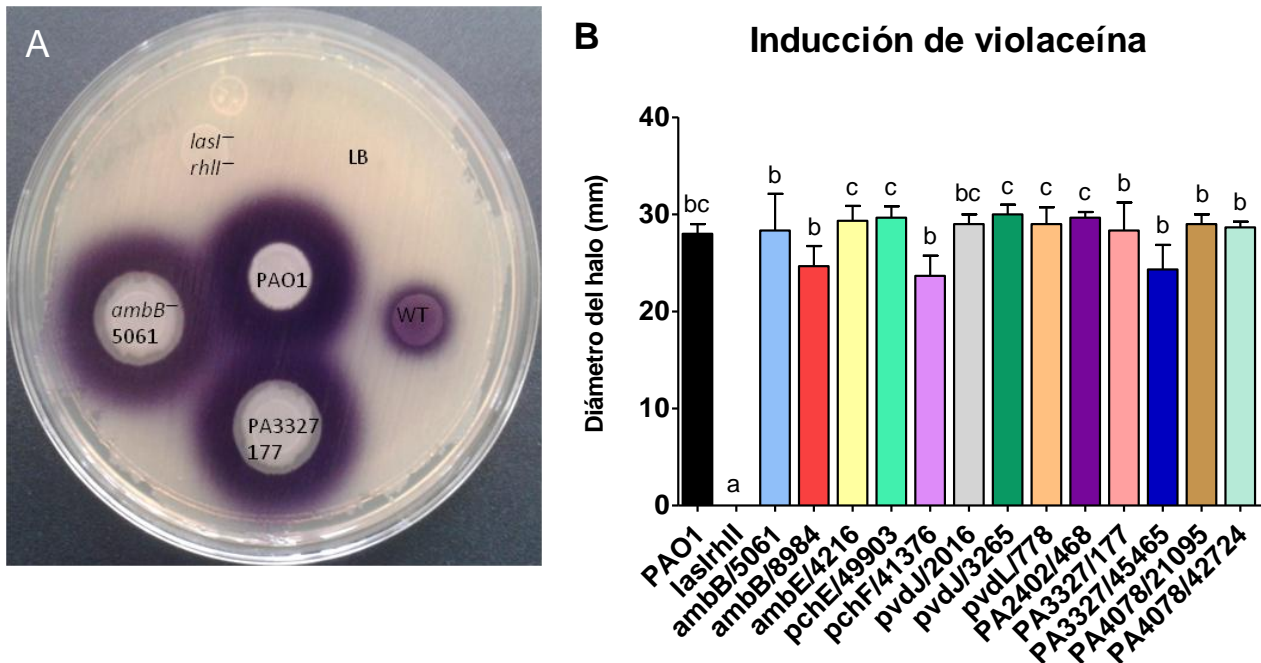 A
lasI–
rhlI–
LB
PAO1
ambB–
5061
WT
PA3327
177
B
Inducción de violaceína
Diámetro del halo (mm)
40
30
20
10
0
bc
a
b
b
c
c
b
bc
c
c
c
b
b
b
b
PAO1
lasIrhlI
ambB/5061
ambB/8984
ambE/4216
pchE/49903
pchF/41376
pvdJ/2016
pvdJ/3265
pvdL/778
PA2402/468
PA3327/177
PA3327/45465
PA4078/21095
PA4078/42724